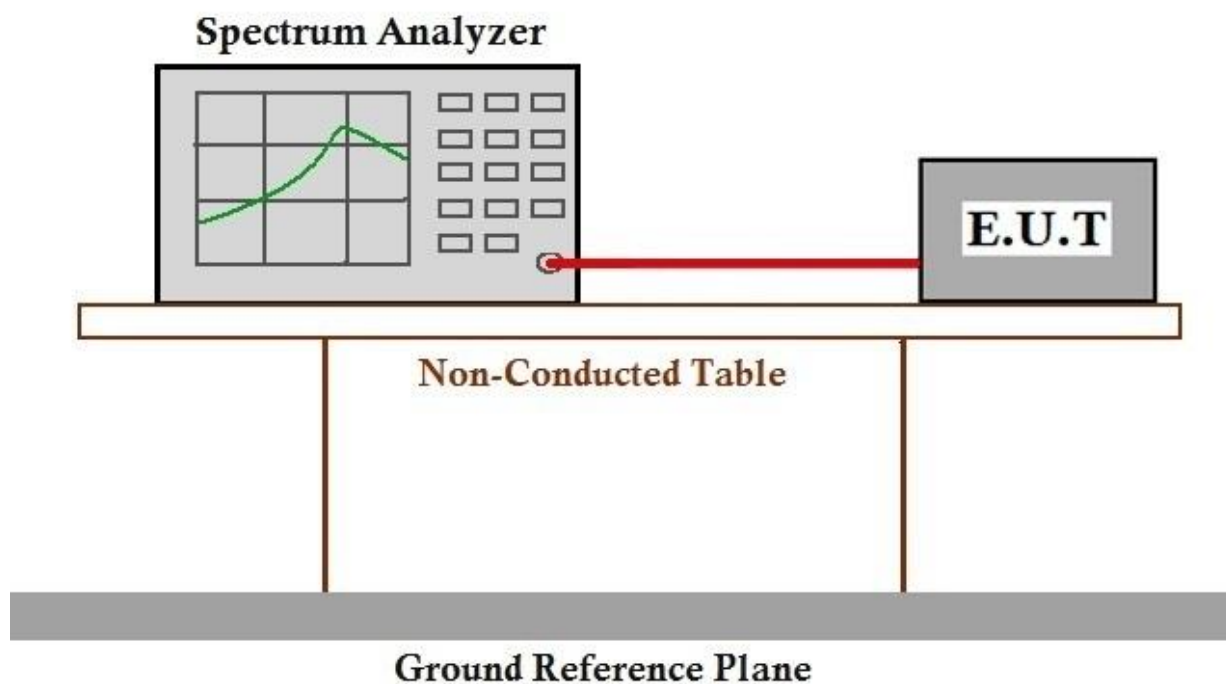 Spectrum Analyzer
E.U.T
Non-Conducted Table
Ground Reference Plane